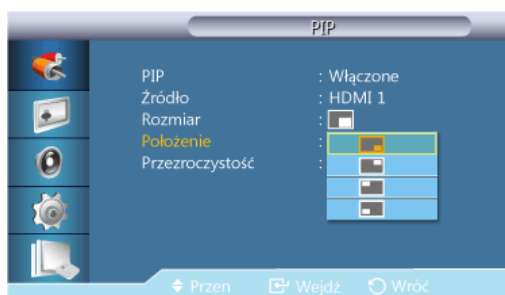 PIP
PIP : Włączone
Źródło : HDMI 1
Rozmiar :
Położenie :
Przezroczystość :
Przen Wejdź Wróć